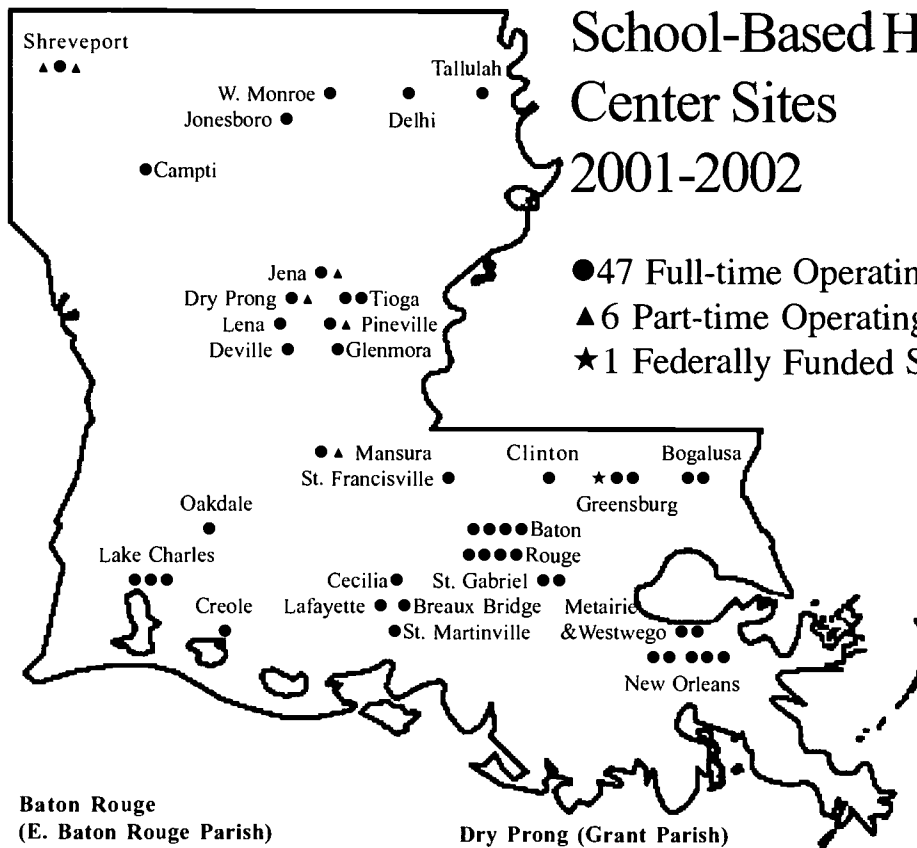 School-Based H
Center Sites
2001-2002
●47 Full-time Operatin
▲6 Part-time Operating
★1 Federally Funded S
Shreveport
Tallulah
W. Monroe
Jonesboro
Delhi
Campti
Jena
Dry Prong
Tioga
Lena
Pineville
Deville
Glenmora
Mansura
Clinton
Bogalusa
St. Francisville
Greensburg
Oakdale
Baton
Rouge
Lake Charles
Cecilia
St. Gabriel
Creole
Lafayette
Breaux Bridge
Metairie
St. Martinville
&Westwego
New Orleans
Baton Rouge
(E. Baton Rouge Parish)
Dry Prong (Grant Parish)